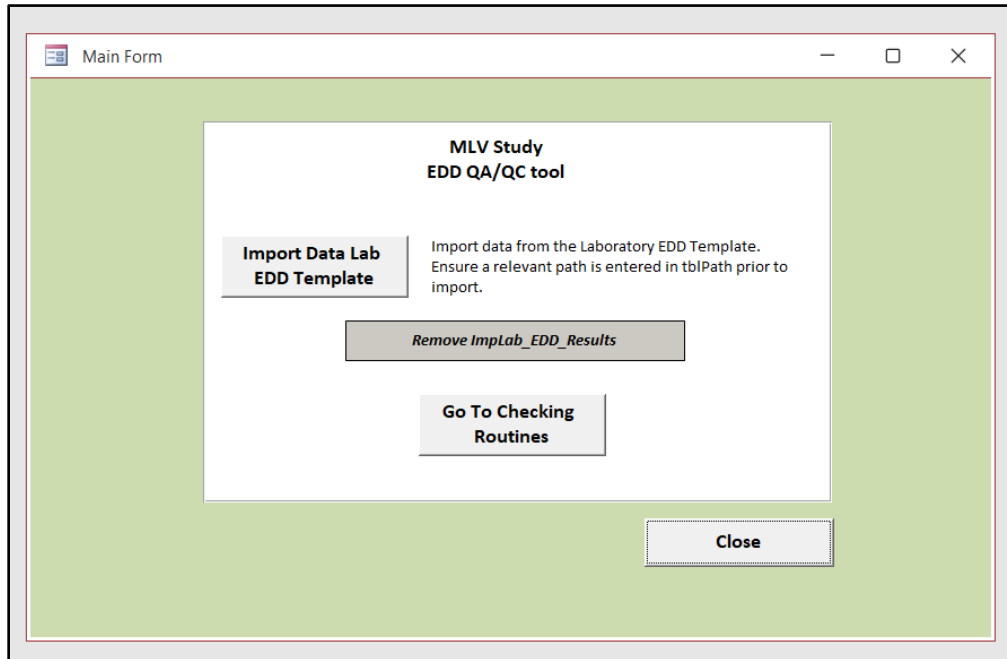 Main Form
MLV Study
EDD QA/QC tool
Import Data Lab
EDD Template
Import data from the Laboratory EDD Template.
Ensure a relevant path is entered in tblPath prior to
import.
Remove ImpLab_EDD_Results
Go To Checking
Routines
Close